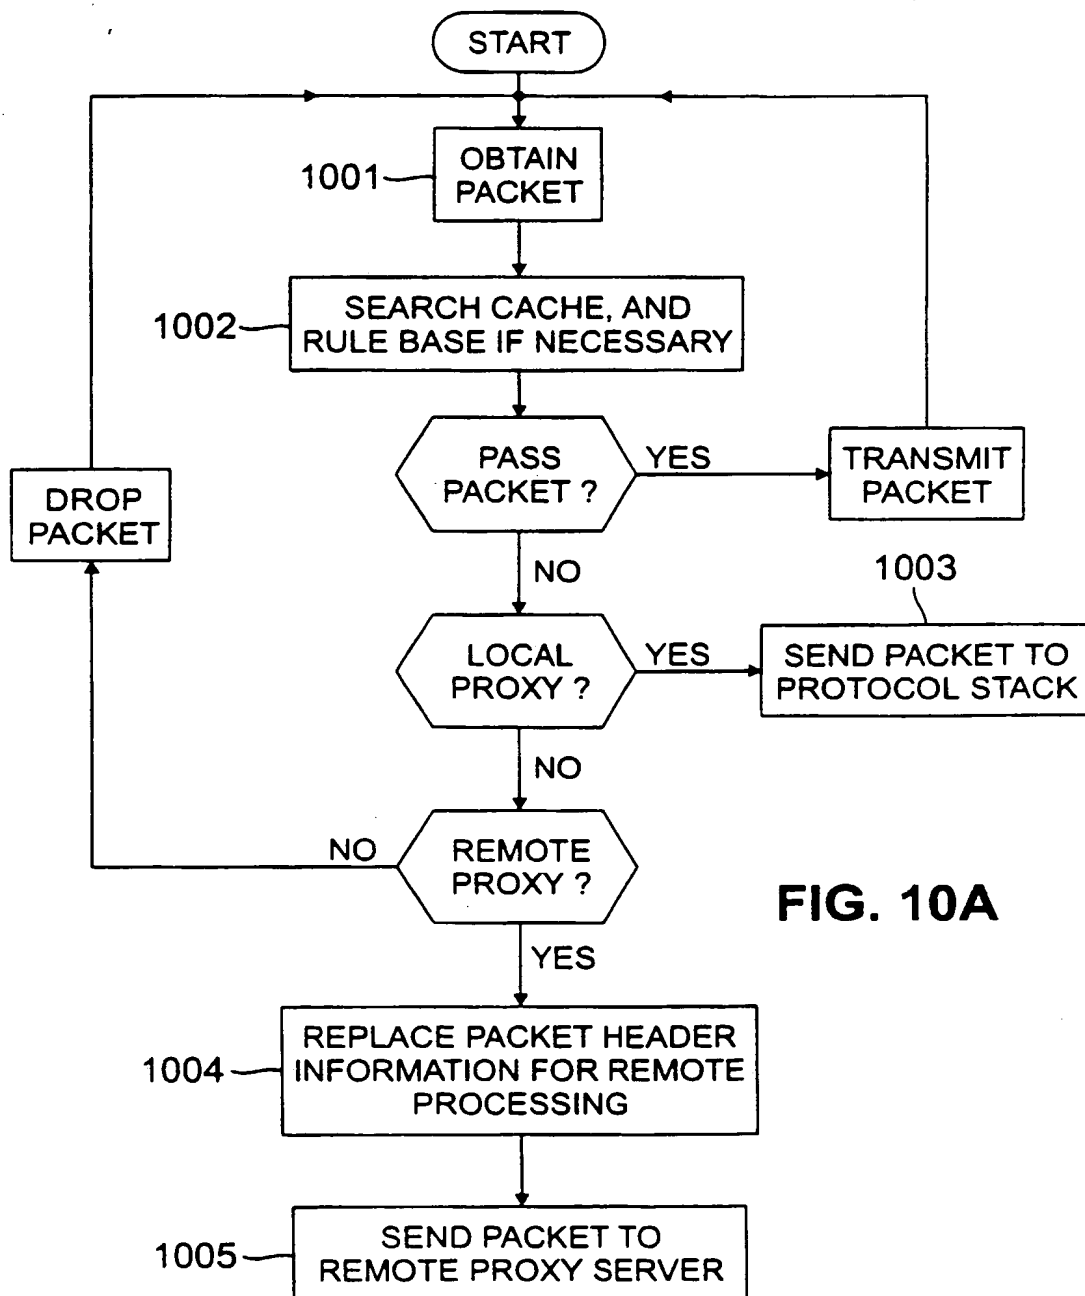 START
OBTAIN
PACKET
1001
SEARCH CACHE, AND
RULE BASE IF NECESSARY
1002
PASS
PACKET ?
YES
TRANSMIT
PACKET
DROP
PACKET
NO
1003
LOCAL
PROXY ?
YES
SEND PACKET TO
PROTOCOL STACK
NO
REMOTE
PROXY ?
NO
FIG. 10A
YES
REPLACE PACKET HEADER
INFORMATION FOR REMOTE
PROCESSING
1004
SEND PACKET TO
REMOTE PROXY SERVER
1005